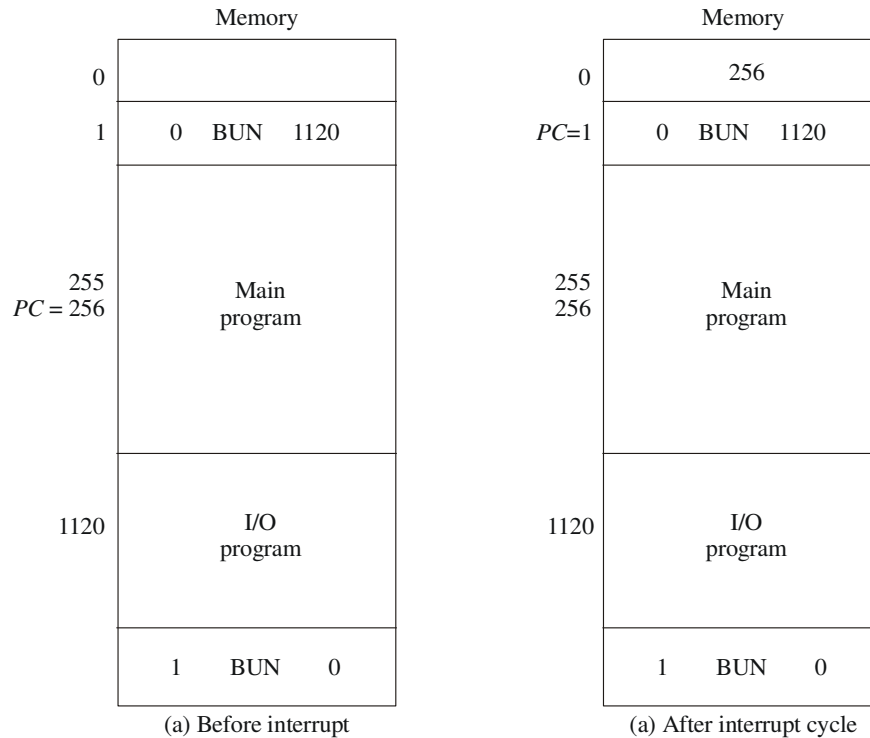 Memory
0
1
0 BUN 1120
255
PC = 256
Main
program
1120
I/O
program
1 BUN 0
(a) Before interrupt
Memory
0
256
PC=1
0 BUN 1120
255
256
Main
program
1120
I/O
program
1 BUN 0
(a) After interrupt cycle